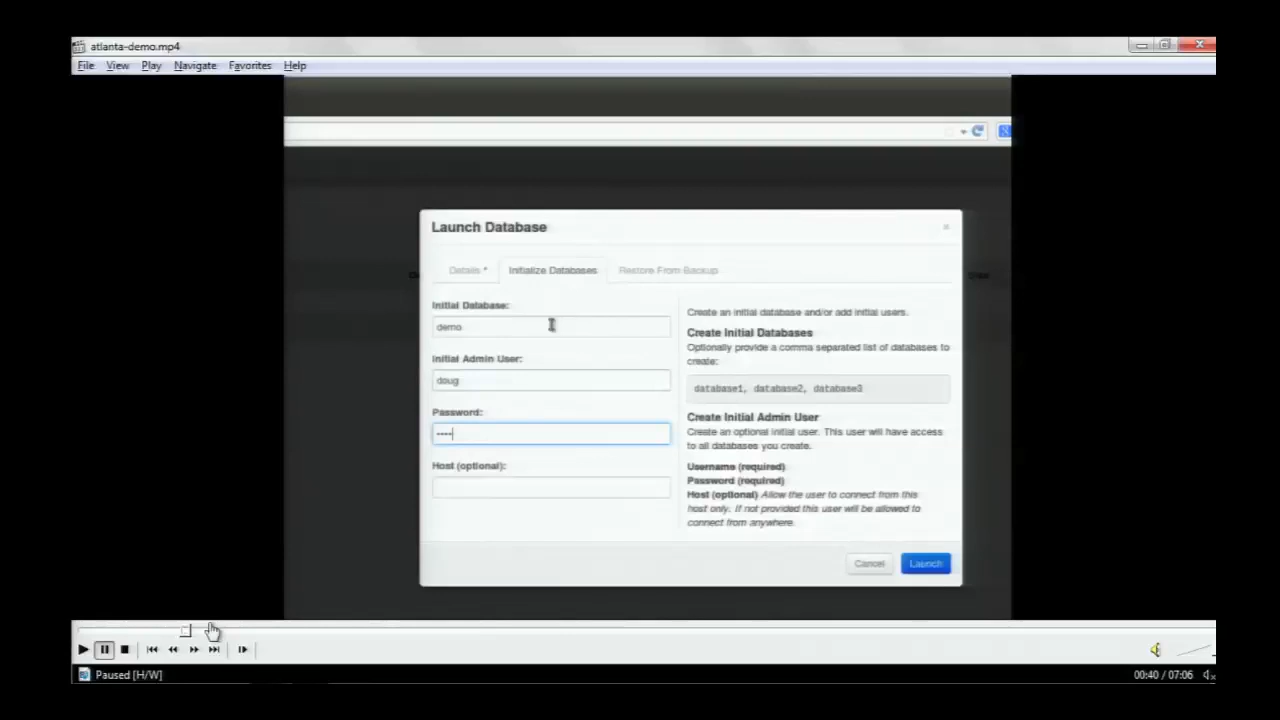 atlanta-demo.mp4
File View Play Navigate Favorites Help
Launch Database
Details * Initialize Databases Restore From Backup
Initial Database:
demo
Initial Admin User:
doug
Password:
----
Host (optional):
Create an initial database and/or add initial users.
Create Initial Databases
Optionally provide a comma separated list of databases to
create:
database1, database2, database3
Create Initial Admin User
Create an optional initial user. This user will have access
to all databases you create.
Username (required)
Password (required)
Host (optional) Allow the user to connect from this
host only. If not provided this user will be allowed to
connect from anywhere.
Cancel Launch
Paused [H/W] 00:40 / 07:06